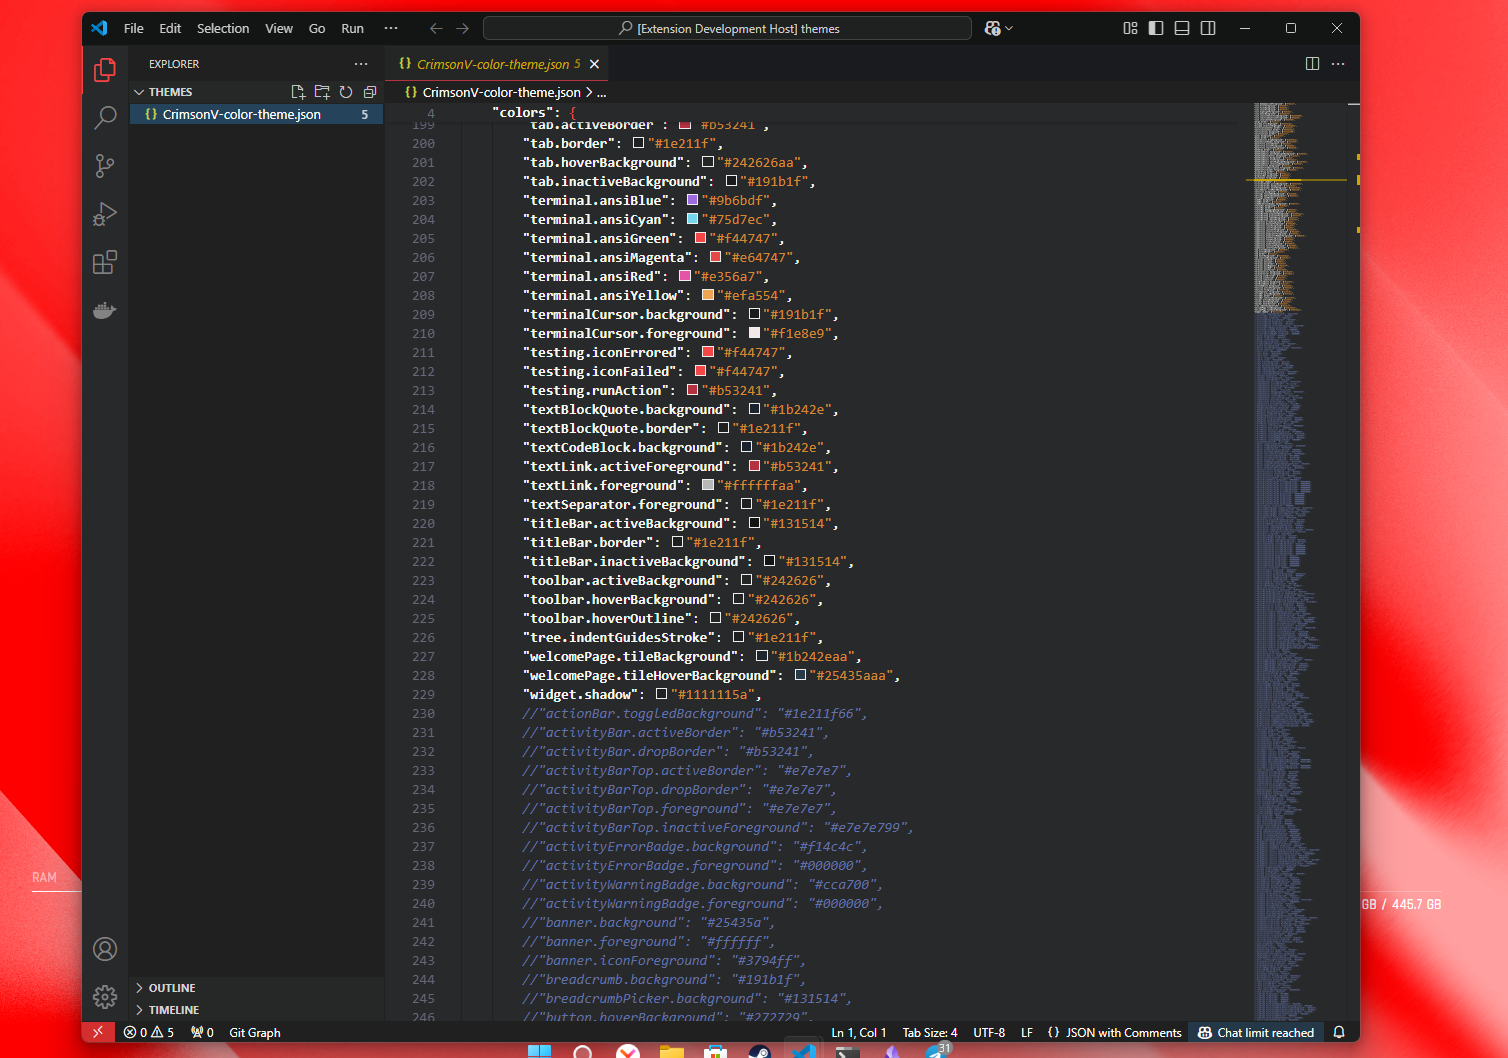 File Edit Selection View Go Run ··· [Extension Development Host] themes
EXPLORER ···
THEMES
{} CrimsonV-color-theme.json 5
{} CrimsonV-color-theme.json 5
{} CrimsonV-color-theme.json > ...
4 "colors": {
199 "tab.activeBorder": "#b53241",
200 "tab.border": "#1e211f",
201 "tab.hoverBackground": "#242626aa",
202 "tab.inactiveBackground": "#191b1f",
203 "terminal.ansiBlue": "#9b6bdf",
204 "terminal.ansiCyan": "#75d7ec",
205 "terminal.ansiGreen": "#f44747",
206 "terminal.ansiMagenta": "#e64747",
207 "terminal.ansiRed": "#e356a7",
208 "terminal.ansiYellow": "#efa554",
209 "terminalCursor.background": "#191b1f",
210 "terminalCursor.foreground": "#f1e8e9",
211 "testing.iconErrored": "#f44747",
212 "testing.iconFailed": "#f44747",
213 "testing.runAction": "#b53241",
214 "textBlockQuote.background": "#1b242e",
215 "textBlockQuote.border": "#1e211f",
216 "textCodeBlock.background": "#1b242e",
217 "textLink.activeForeground": "#b53241",
218 "textLink.foreground": "#ffffffaa",
219 "textSeparator.foreground": "#1e211f",
220 "titleBar.activeBackground": "#131514",
221 "titleBar.border": "#1e211f",
222 "titleBar.inactiveBackground": "#131514",
223 "toolbar.activeBackground": "#242626",
224 "toolbar.hoverBackground": "#242626",
225 "toolbar.hoverOutline": "#242626",
226 "tree.indentGuidesStroke": "#1e211f",
227 "welcomePage.tileBackground": "#1b242eaa",
228 "welcomePage.tileHoverBackground": "#25435aaa",
229 "widget.shadow": "#1111115a",
230 //"actionBar.toggledBackground": "#1e211f66",
231 //"activityBar.activeBorder": "#b53241",
232 //"activityBar.dropBorder": "#b53241",
233 //"activityBarTop.activeBorder": "#e7e7e7",
234 //"activityBarTop.dropBorder": "#e7e7e7",
235 //"activityBarTop.foreground": "#e7e7e7",
236 //"activityBarTop.inactiveForeground": "#e7e7e799",
237 //"activityErrorBadge.background": "#f14c4c",
238 //"activityErrorBadge.foreground": "#000000",
239 //"activityWarningBadge.background": "#cca700",
240 //"activityWarningBadge.foreground": "#000000",
241 //"banner.background": "#25435a",
242 //"banner.foreground": "#ffffff",
243 //"banner.iconForeground": "#3794ff",
244 //"breadcrumb.background": "#191b1f",
245 //"breadcrumbPicker.background": "#131514",
246 //"button.hoverBackground": "#272729",
OUTLINE
TIMELINE
0 5 0 Git Graph Ln 1, Col 1 Tab Size: 4 UTF-8 LF {} JSON with Comments Chat limit reached
RAM
GB / 445.7 GB
31